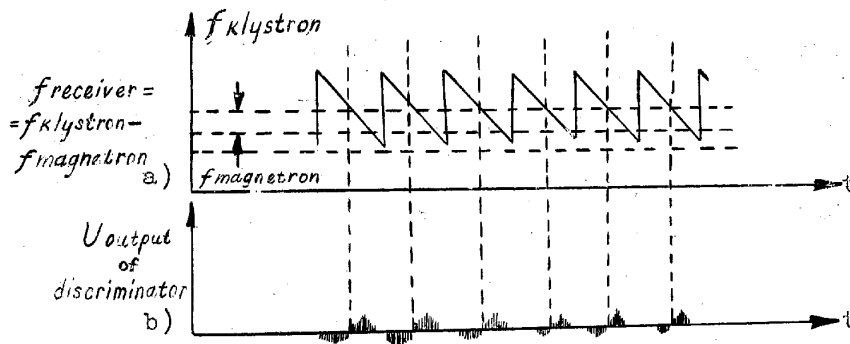 f klystron
f receiver =
= f klystron –
f magnetron
a)
f magnetron
t
U output
of
discriminator
b)
t